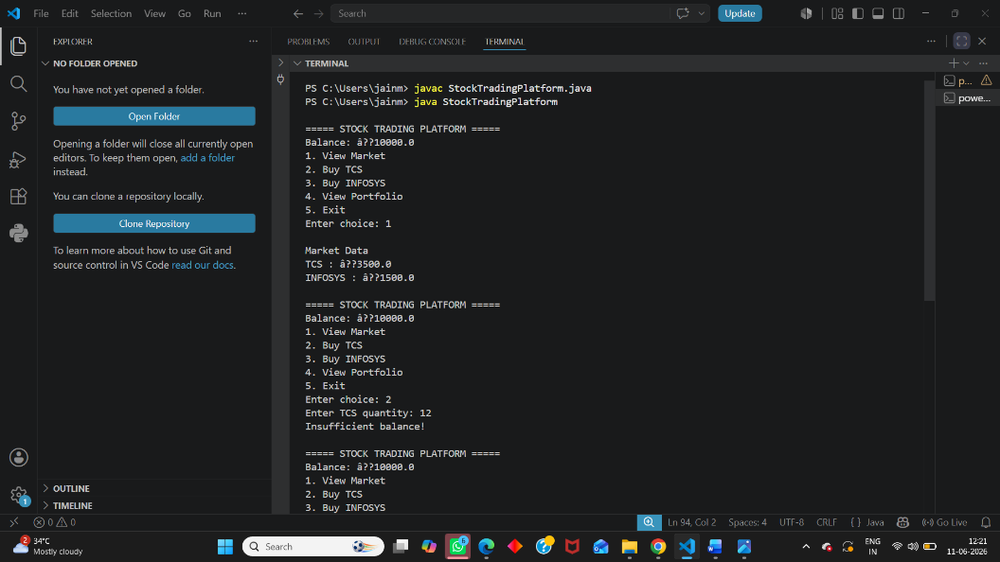 File Edit Selection View Go Run ··· Search Update
EXPLORER ···
NO FOLDER OPENED
You have not yet opened a folder.
Open Folder
Opening a folder will close all currently open
editors. To keep them open, add a folder
instead.
You can clone a repository locally.
Clone Repository
To learn more about how to use Git and
source control in VS Code read our docs.
OUTLINE
TIMELINE
PROBLEMS OUTPUT DEBUG CONSOLE TERMINAL ···
TERMINAL
p...
powe...
PS C:\Users\jainm> javac StockTradingPlatform.java
PS C:\Users\jainm> java StockTradingPlatform
===== STOCK TRADING PLATFORM =====
Balance: â??10000.0
1. View Market
2. Buy TCS
3. Buy INFOSYS
4. View Portfolio
5. Exit
Enter choice: 1
Market Data
TCS : â??3500.0
INFOSYS : â??1500.0
===== STOCK TRADING PLATFORM =====
Balance: â??10000.0
1. View Market
2. Buy TCS
3. Buy INFOSYS
4. View Portfolio
5. Exit
Enter choice: 2
Enter TCS quantity: 12
Insufficient balance!
===== STOCK TRADING PLATFORM =====
Balance: â??10000.0
1. View Market
2. Buy TCS
3. Buy INFOSYS
1
0 0 Ln 94, Col 2 Spaces: 4 UTF-8 CRLF { } Java Go Live
2
34°C
Mostly cloudy
Search
ENG
IN
12:21
11-06-2026